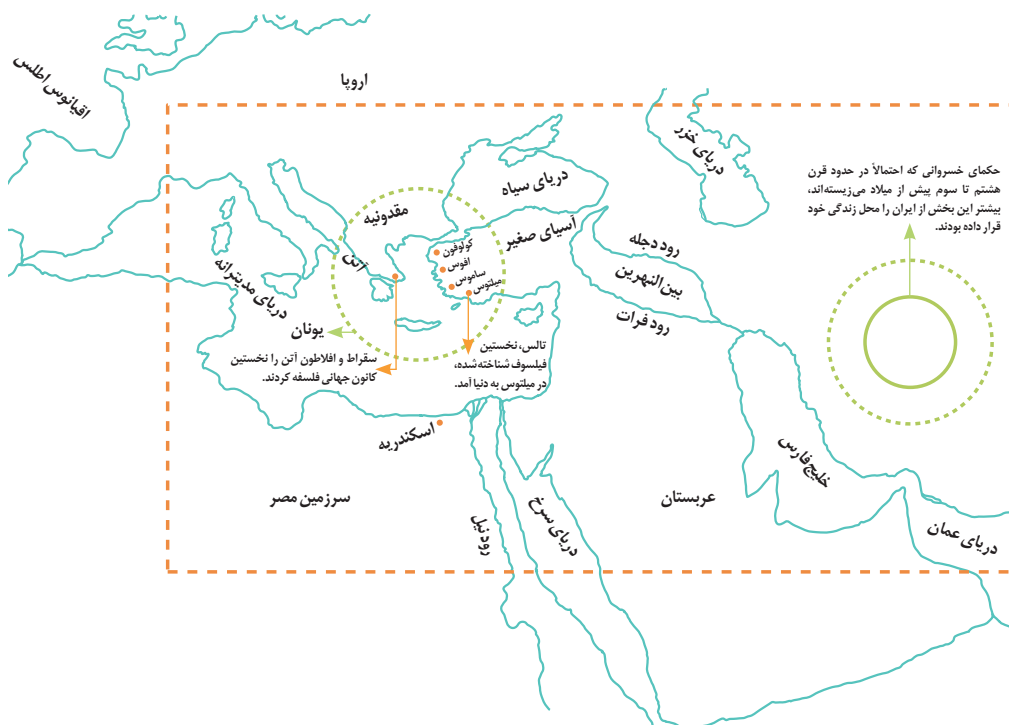 اروپا
اقیانوس اطلس
دریای خزر
حکمای خسروانی که احتمالاً در حدود قرن
هشتم تا سوم پیش از میلاد می‌زیسته‌اند،
بیشتر این بخش از ایران را محل زندگی خود
قرار داده بودند.
دریای سیاه
مقدونیه
آسیای صغیر
کولوفون
افوس
ساموس
میلتوس
آتن
رود دجله
بین‌النهرین
رود فرات
دریای مدیترانه
یونان
تالس، نخستین
فیلسوف شناخته‌شده،
در میلتوس به دنیا آمد.
سقراط و افلاطون آتن را نخستین
کانون جهانی فلسفه کردند.
اسکندریه
خلیج فارس
سرزمین مصر
عربستان
رود نیل
دریای سرخ
دریای عمان